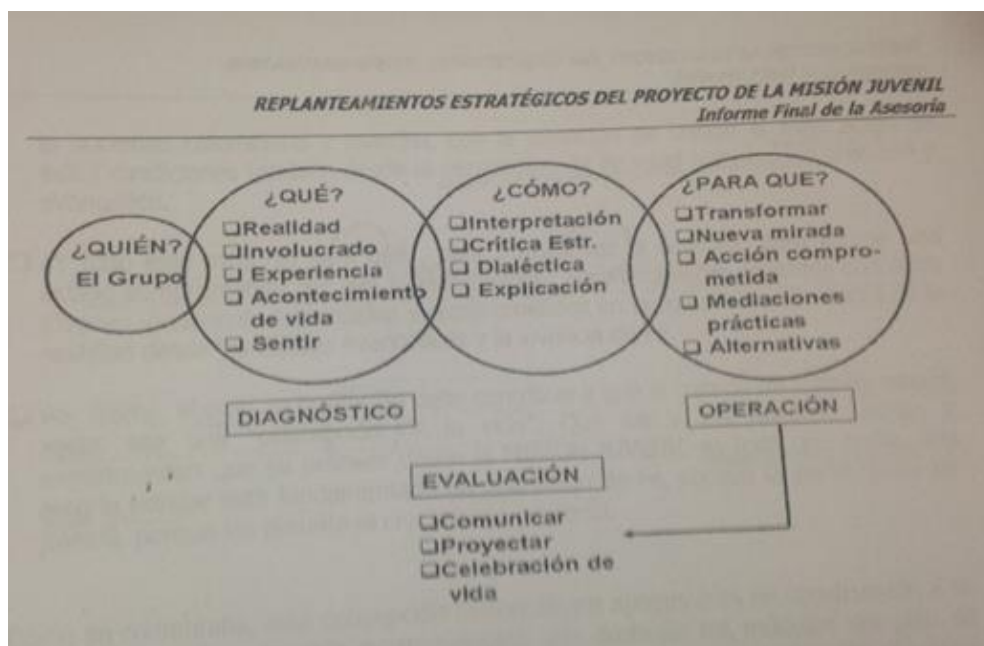 REPLANTEAMIENTOS ESTRATÉGICOS DEL PROYECTO DE LA MISIÓN JUVENIL
Informe Final de la Asesoría
¿QUIÉN?
El Grupo
¿QUÉ?
❑Realidad
❑Involucrado
❑ Experiencia
❑ Acontecimiento
de vida
❑ Sentir
¿CÓMO?
❑Interpretación
❑Crítica Estr.
❑ Dialéctica
❑ Explicación
¿PARA QUE?
❑Transformar
❑Nueva mirada
❑ Acción compro-
metida
❑ Mediaciones
prácticas
❑ Alternativas
DIAGNÓSTICO
OPERACIÓN
EVALUACIÓN
❑Comunicar
❑Proyectar
❑Celebración de
vida